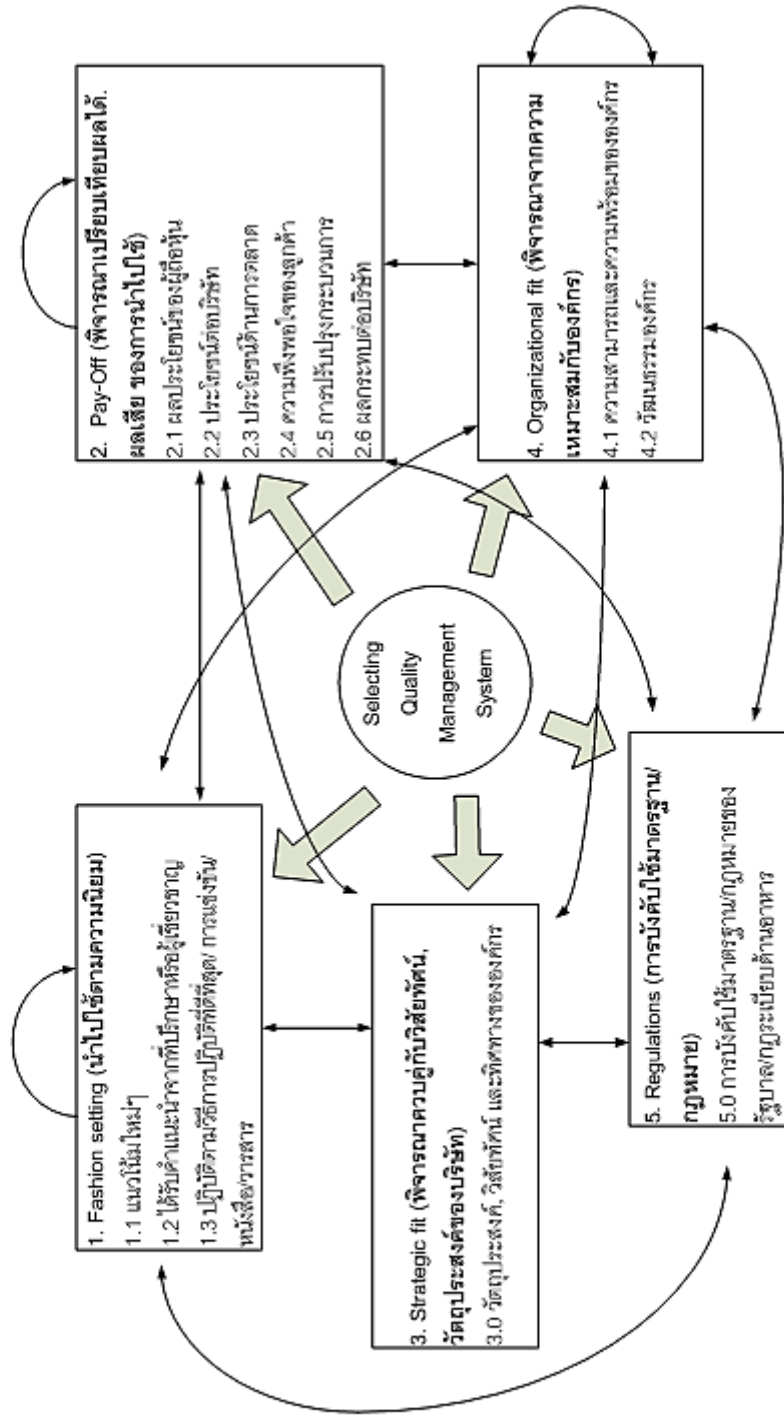 1. Fashion setting (นำไปใช้ตามความนิยม)
1.1 แนวโน้มใหม่ๆ
1.2 ได้รับคำแนะนำจากที่ปรึกษาหรือผู้เชี่ยวชาญ
1.3 ปฏิบัติตามวิธีการปฏิบัติที่ดีที่สุด/ การแข่งขัน/
หนังสือ/วารสาร
2. Pay-Off (พิจารณาเปรียบเทียบผลได้.
ผลเสีย ของการนำไปใช้)
2.1 ผลประโยชน์ของผู้ถือหุ้น
2.2 ประโยชน์ต่อบริษัท
2.3 ประโยชน์ด้านการตลาด
2.4 ความพึงพอใจของลูกค้า
2.5 การปรับปรุงกระบวนการ
2.6 ผลกระทบต่อบริษัท
Selecting
Quality
Management
System
3. Strategic fit (พิจารณาควบคู่กับวิสัยทัศน์,
วัตถุประสงค์ของบริษัท)
3.0 วัตถุประสงค์, วิสัยทัศน์ และทิศทางขององค์กร
4. Organizational fit (พิจารณาจากความ
เหมาะสมกับองค์กร)
4.1 ความสามารถและความพร้อมขององค์กร
4.2 วัฒนธรรมองค์กร
5. Regulations (การบังคับใช้มาตรฐาน/
กฎหมาย)
5.0 การบังคับใช้มาตรฐาน/กฎหมายของ
รัฐบาล/กฎระเบียบด้านอาหาร